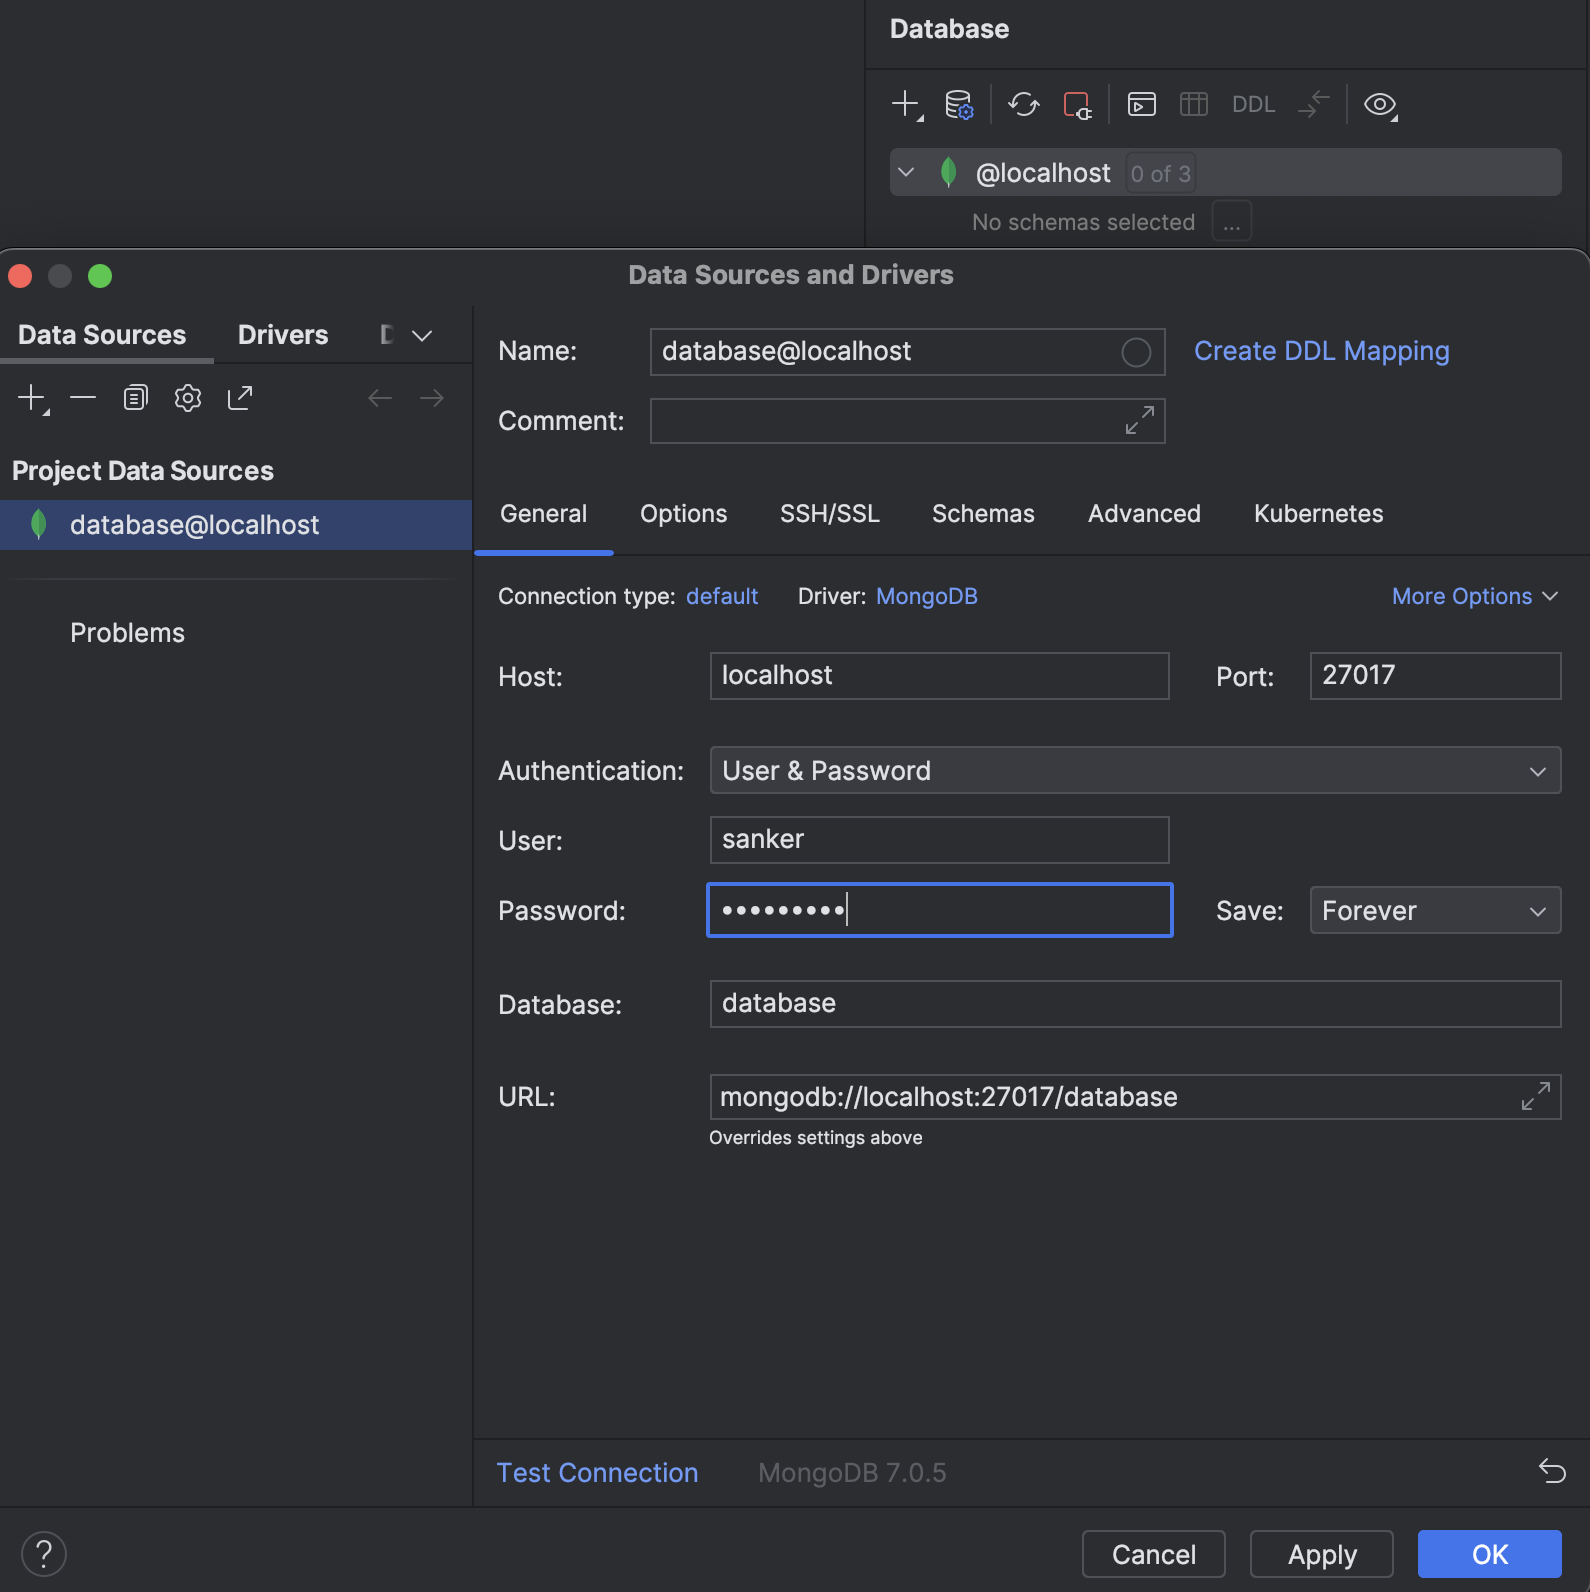 Database
DDL
@localhost 0 of 3
No schemas selected ...
Data Sources and Drivers
Data Sources Drivers
Name: database@localhost Create DDL Mapping
Comment:
Project Data Sources
database@localhost
Problems
General Options SSH/SSL Schemas Advanced Kubernetes
Connection type: default Driver: MongoDB More Options
Host: localhost Port: 27017
Authentication: User & Password
User: sanker
Password: ••••••••• Save: Forever
Database: database
URL: mongodb://localhost:27017/database
Overrides settings above
Test Connection MongoDB 7.0.5
? Cancel Apply OK